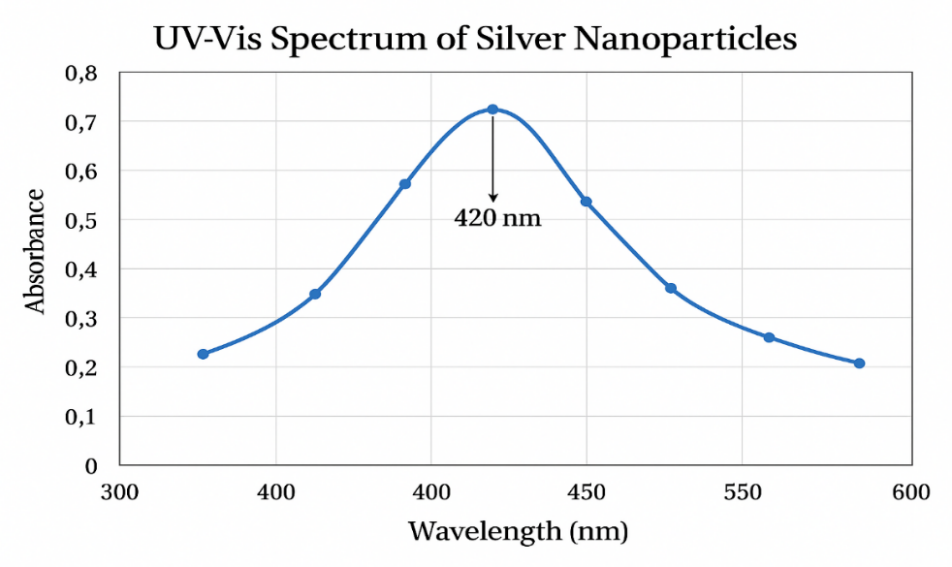 UV-Vis Spectrum of Silver Nanoparticles
0,8
0,7
0,6
0,5
0,4
0,3
0,2
0,1
0
Absorbance
420 nm
300 400 400 450 550 600
Wavelength (nm)